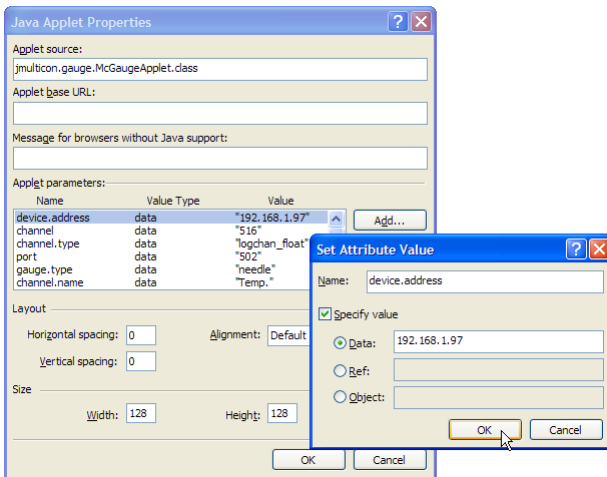 Java Applet Properties
Applet source:
jmulticon.gauge.McGaugeApplet.class
Applet base URL:
Message for browsers without Java support:
Applet parameters:
Name Value Type Value
device.address data "192.168.1.97"
channel data "516"
channel.type data "logchan_float"
port data "502"
gauge.type data "needle"
channel.name data "Temp."
Add...
Layout
Horizontal spacing: 0 Alignment: Default
Vertical spacing: 0
Size
Width: 128 Height: 128
OK Cancel
Set Attribute Value
Name: device.address
Specify value
Data: 192.168.1.97
Ref:
Object:
OK Cancel